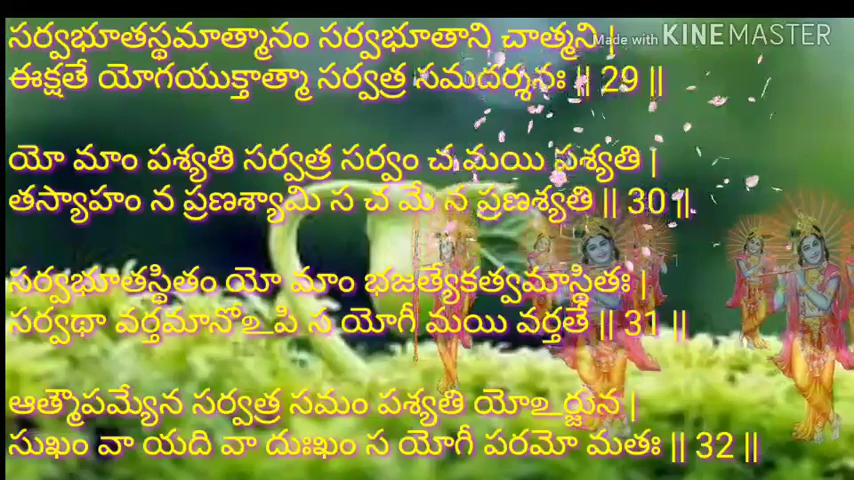 సర్వభూతస్థమాత్మానం సర్వభూతాని చాత్మని|
Made with KINEMASTER
ఈక్షతే యోగయుక్తాత్మా సర్వత్ర సమదర్శనః || 29 ||
యో మాం పశ్యతి సర్వత్ర సర్వం చ మయి పశ్యతి |
తస్యాహం న ప్రణశ్యామి స చ మే న ప్రణశ్యతి || 30 ||
సర్వభూతస్థితం యో మాం భజత్యేకత్వమాస్థితః |
సర్వథా వర్తమానోఽపి స యోగీ మయి వర్తతే || 31 ||
ఆత్మౌపమ్యేన సర్వత్ర సమం పశ్యతి యోఽర్జున |
సుఖం వా యది వా దుఃఖం స యోగీ పరమో మతః || 32 ||